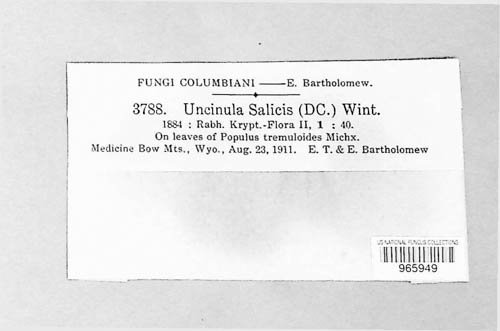 FUNGI COLUMBIANI —— E. Bartholomew.
3788. Uncinula Salicis (DC.) Wint.
1884 : Rabh. Krypt.-Flora II, 1 : 40.
On leaves of Populus tremuloides Michx.
Medicine Bow Mts., Wyo., Aug. 23, 1911. E. T. & E. Bartholomew
US NATIONAL FUNGUS COLLECTIONS
965949